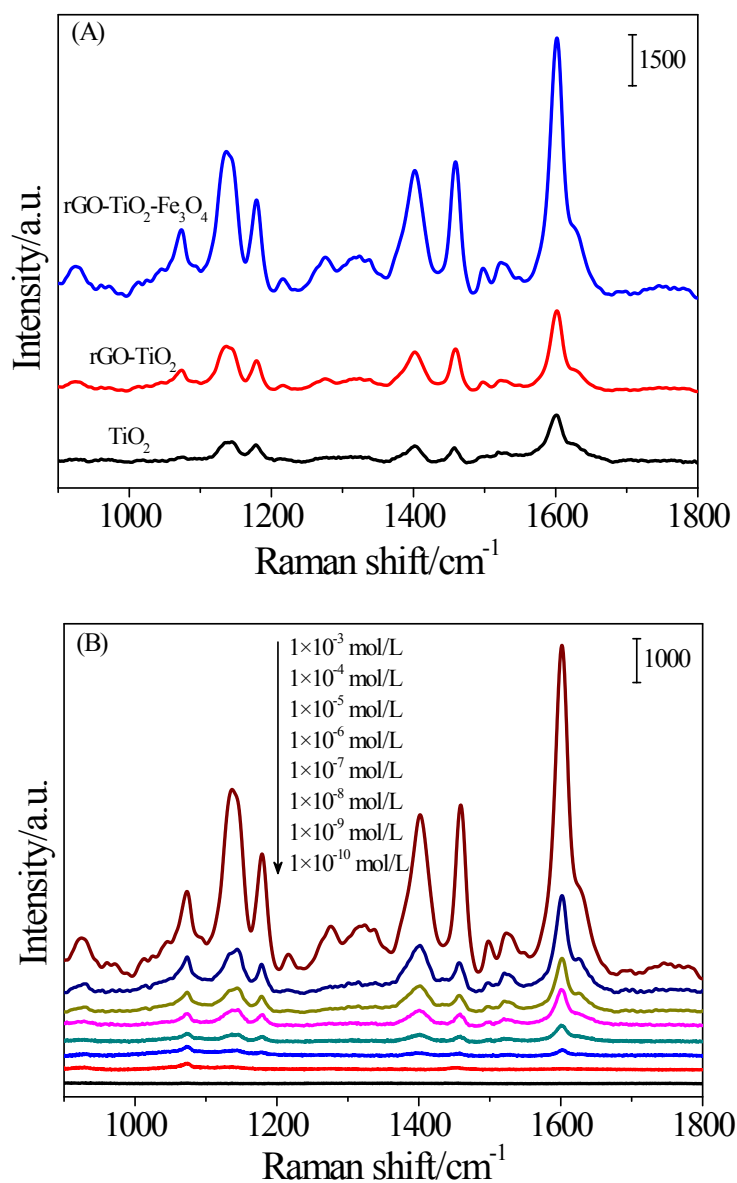 (A)
1500
rGO-TiO₂-Fe₃O₄
rGO-TiO₂
TiO₂
Intensity/a.u.
1000 1200 1400 1600 1800
Raman shift/cm⁻¹
(B)
1×10⁻³ mol/L
1000
1×10⁻⁴ mol/L
1×10⁻⁵ mol/L
1×10⁻⁶ mol/L
1×10⁻⁷ mol/L
1×10⁻⁸ mol/L
1×10⁻⁹ mol/L
1×10⁻¹⁰ mol/L
Intensity/a.u.
1000 1200 1400 1600 1800
Raman shift/cm⁻¹